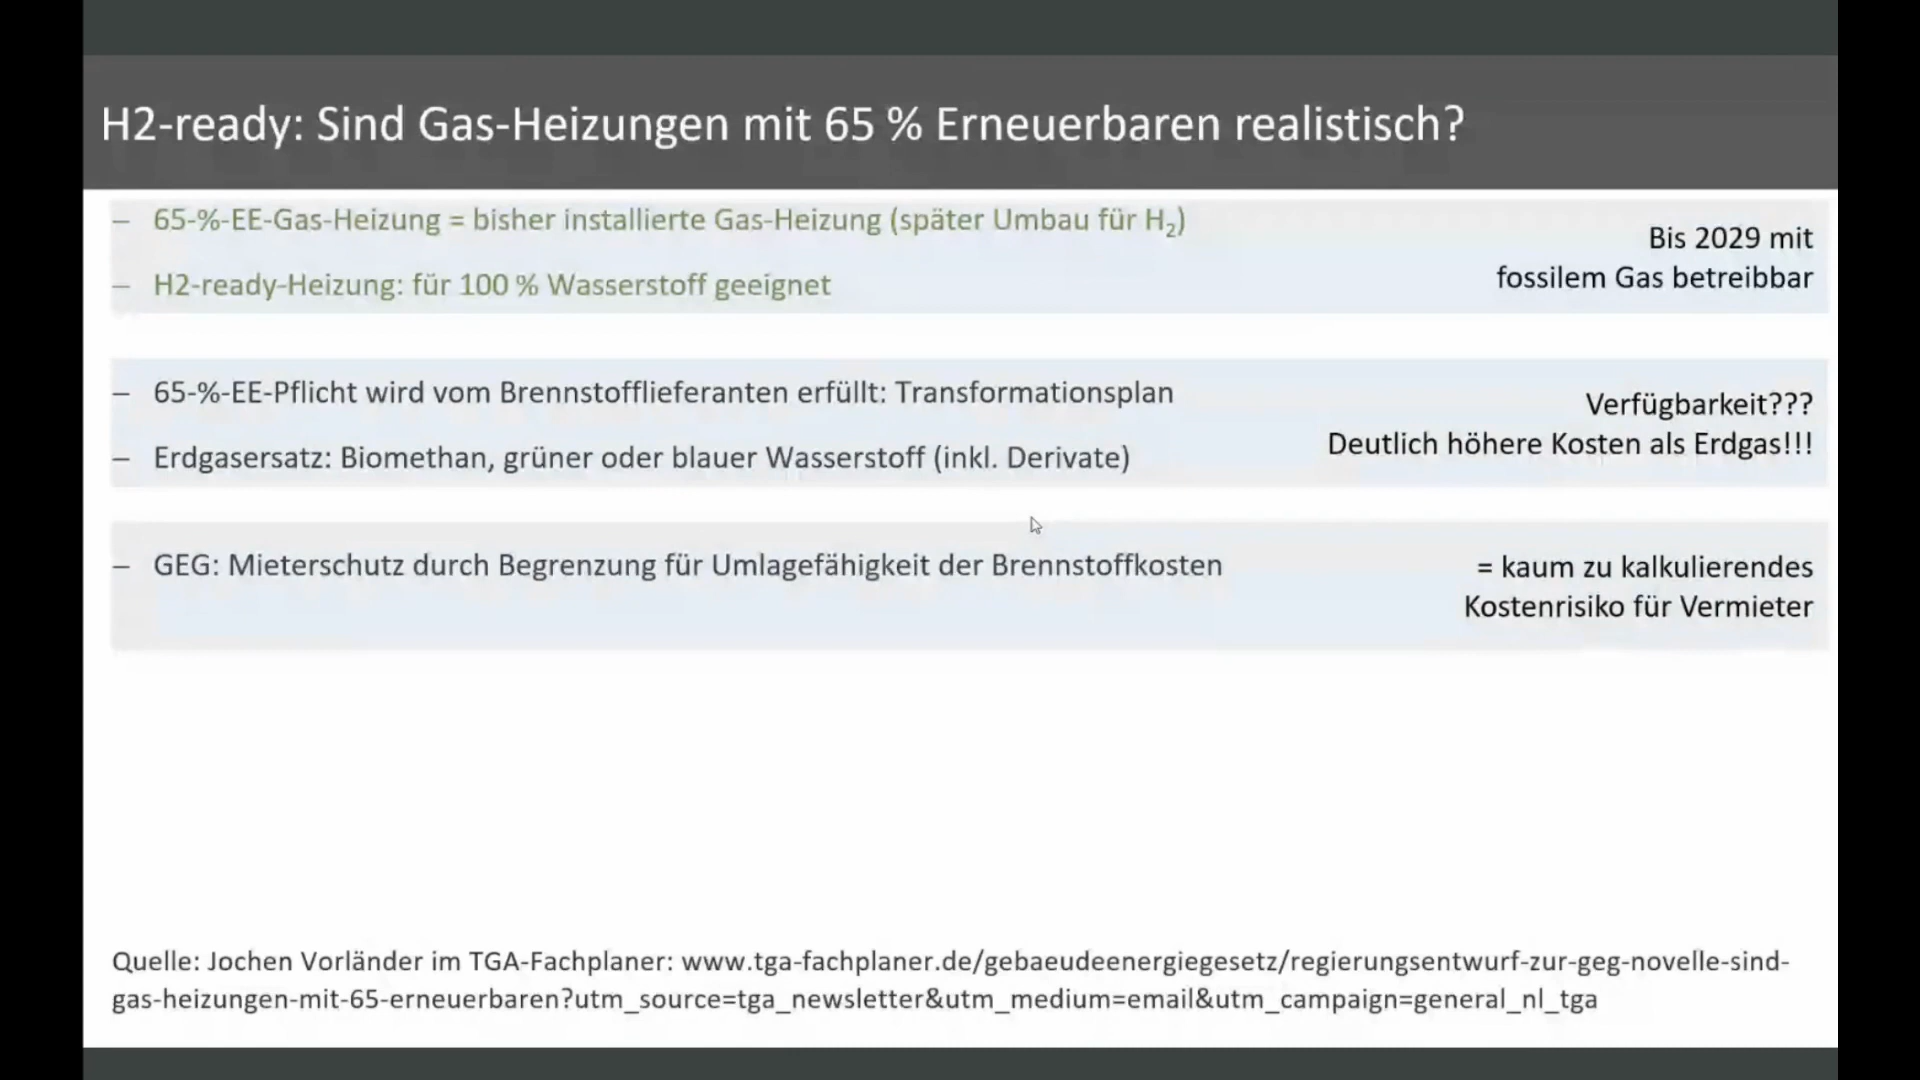 H2-ready: Sind Gas-Heizungen mit 65 % Erneuerbaren realistisch?
– 65-%-EE-Gas-Heizung = bisher installierte Gas-Heizung (später Umbau für H₂)
– H2-ready-Heizung: für 100 % Wasserstoff geeignet
Bis 2029 mit
fossilem Gas betreibbar
– 65-%-EE-Pflicht wird vom Brennstofflieferanten erfüllt: Transformationsplan
– Erdgasersatz: Biomethan, grüner oder blauer Wasserstoff (inkl. Derivate)
Verfügbarkeit???
Deutlich höhere Kosten als Erdgas!!!
– GEG: Mieterschutz durch Begrenzung für Umlagefähigkeit der Brennstoffkosten
= kaum zu kalkulierendes
Kostenrisiko für Vermieter
Quelle: Jochen Vorländer im TGA-Fachplaner: www.tga-fachplaner.de/gebaeudeenergiegesetz/regierungsentwurf-zur-geg-novelle-sind-
gas-heizungen-mit-65-erneuerbaren?utm_source=tga_newsletter&utm_medium=email&utm_campaign=general_nl_tga